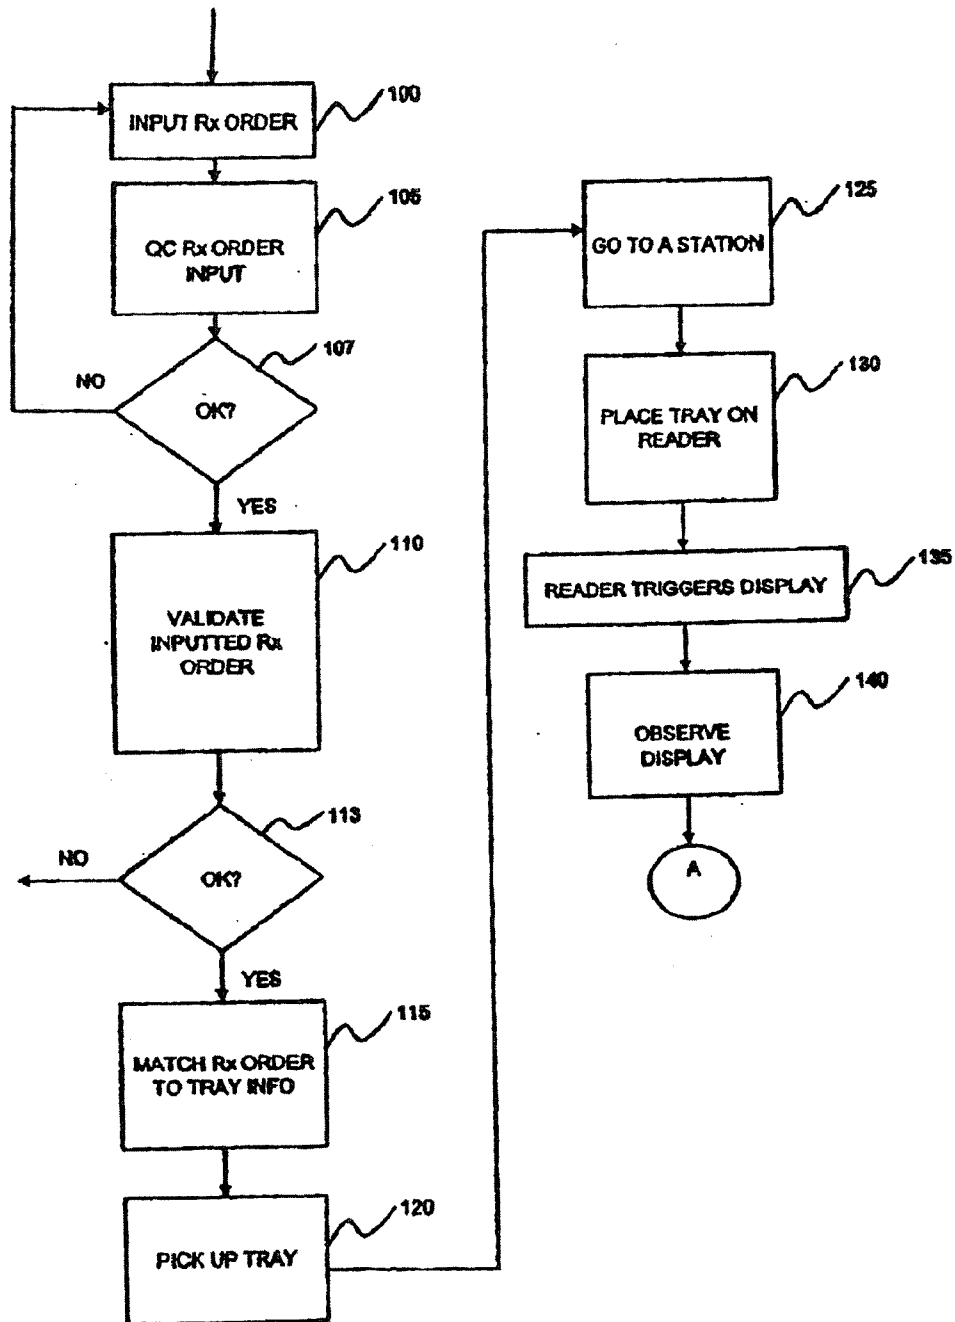 INPUT Rx ORDER
100
QC Rx ORDER
INPUT
105
107
NO
OK?
YES
VALIDATE
INPUTTED Rx
ORDER
110
113
NO
OK?
YES
MATCH Rx ORDER
TO TRAY INFO
115
PICK UP TRAY
120
GO TO A STATION
125
PLACE TRAY ON
READER
130
READER TRIGGERS DISPLAY
135
OBSERVE
DISPLAY
140
A